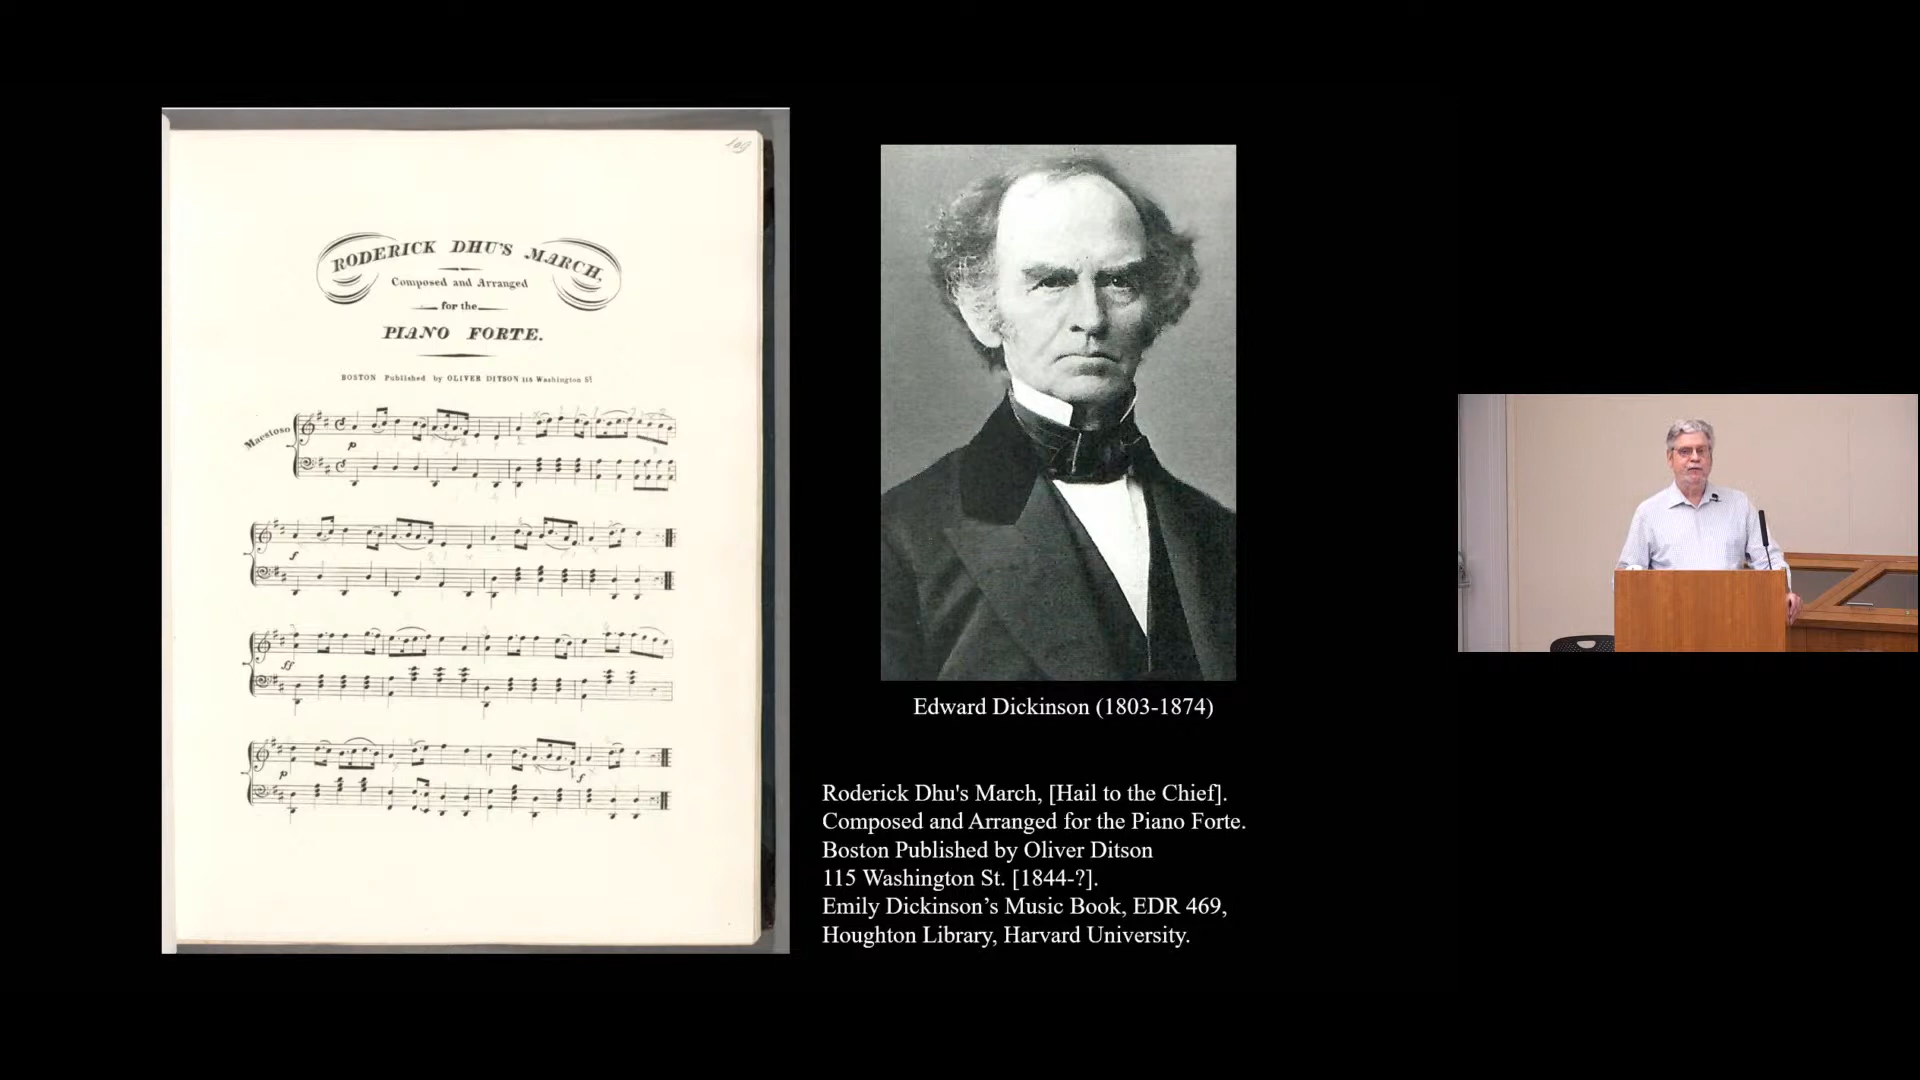 109
RODERICK DHU'S MARCH,
Composed and Arranged
for the
PIANO FORTE.
BOSTON Published by OLIVER DITSON 115 Washington St
Maestoso
p
f
ff
p
f
Edward Dickinson (1803-1874)
Roderick Dhu's March, [Hail to the Chief].
Composed and Arranged for the Piano Forte.
Boston Published by Oliver Ditson
115 Washington St. [1844-?].
Emily Dickinson’s Music Book, EDR 469,
Houghton Library, Harvard University.